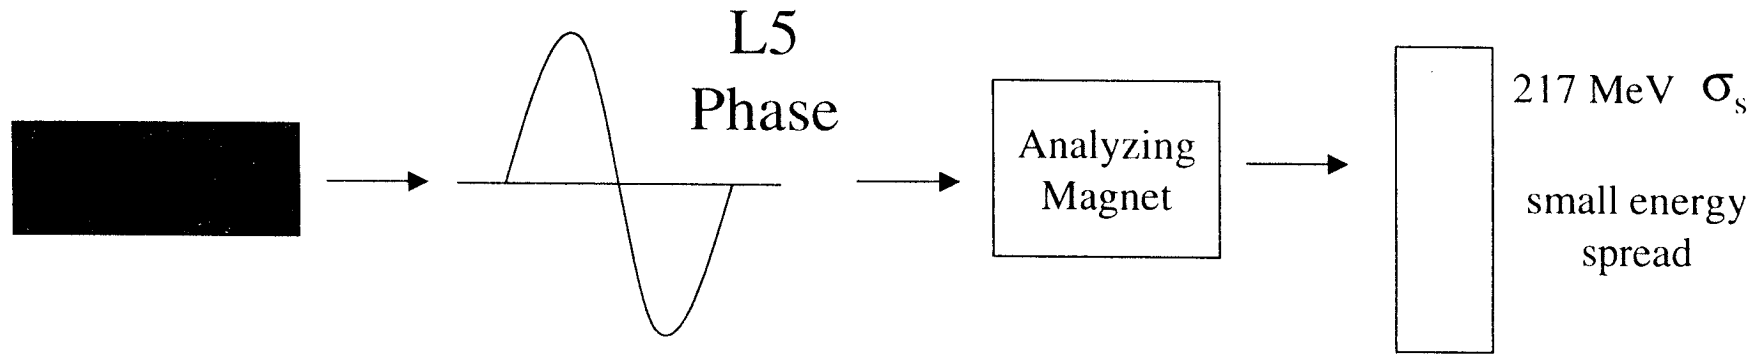 L5
Phase
Analyzing
Magnet
217 MeV σs
small energy
spread